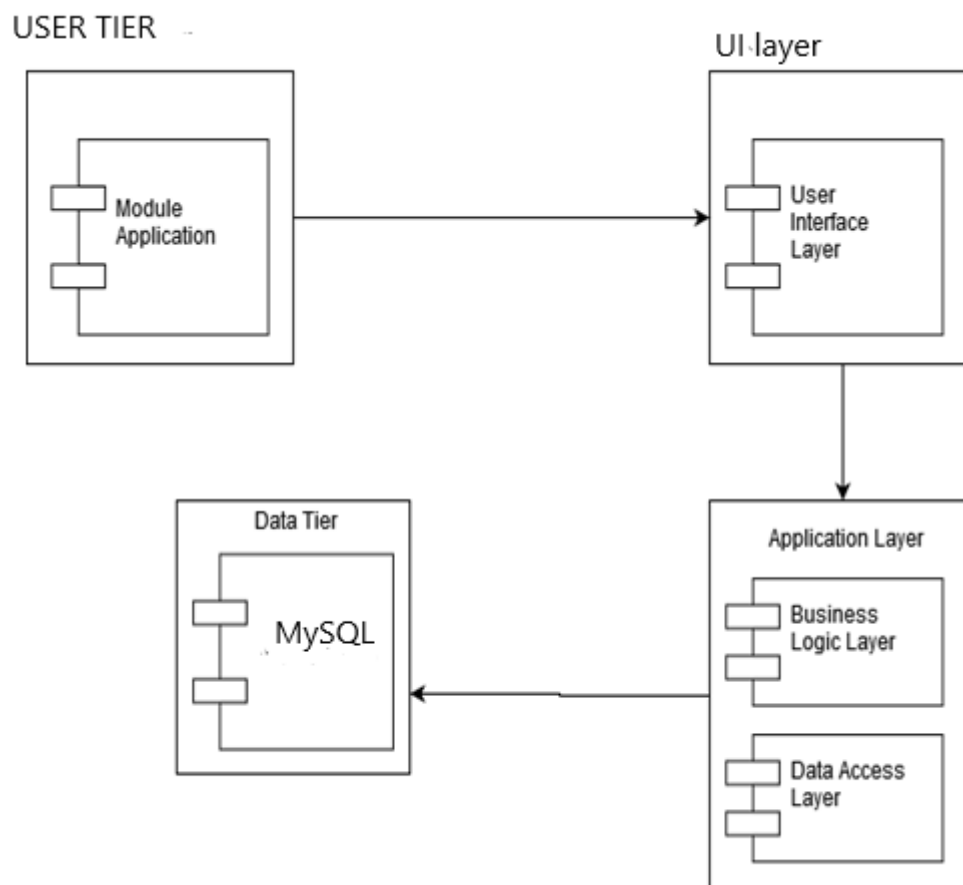 USER TIER
UI layer
Module
Application
User
Interface
Layer
Data Tier
MySQL
Application Layer
Business
Logic Layer
Data Access
Layer